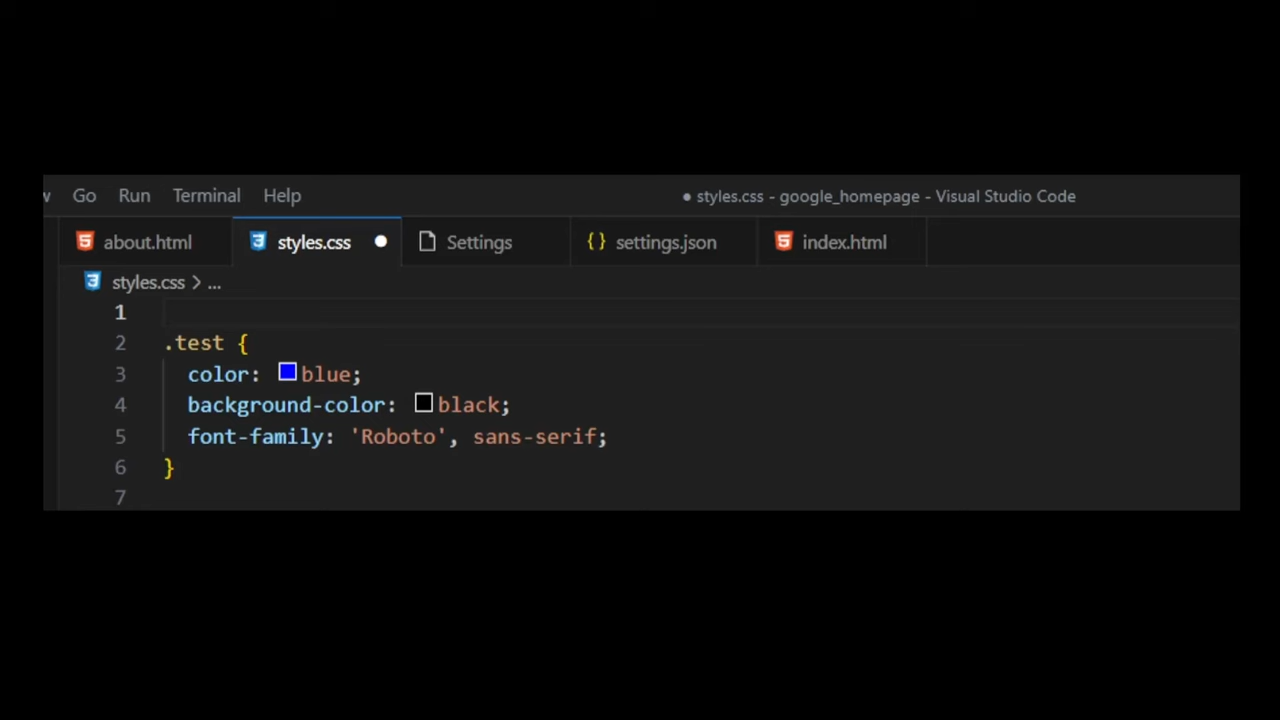 Go Run Terminal Help ● styles.css - google_homepage - Visual Studio Code
about.html styles.css ● Settings {} settings.json index.html
styles.css > ...
1
2 .test {
3 color: blue;
4 background-color: black;
5 font-family: 'Roboto', sans-serif;
6 }
7